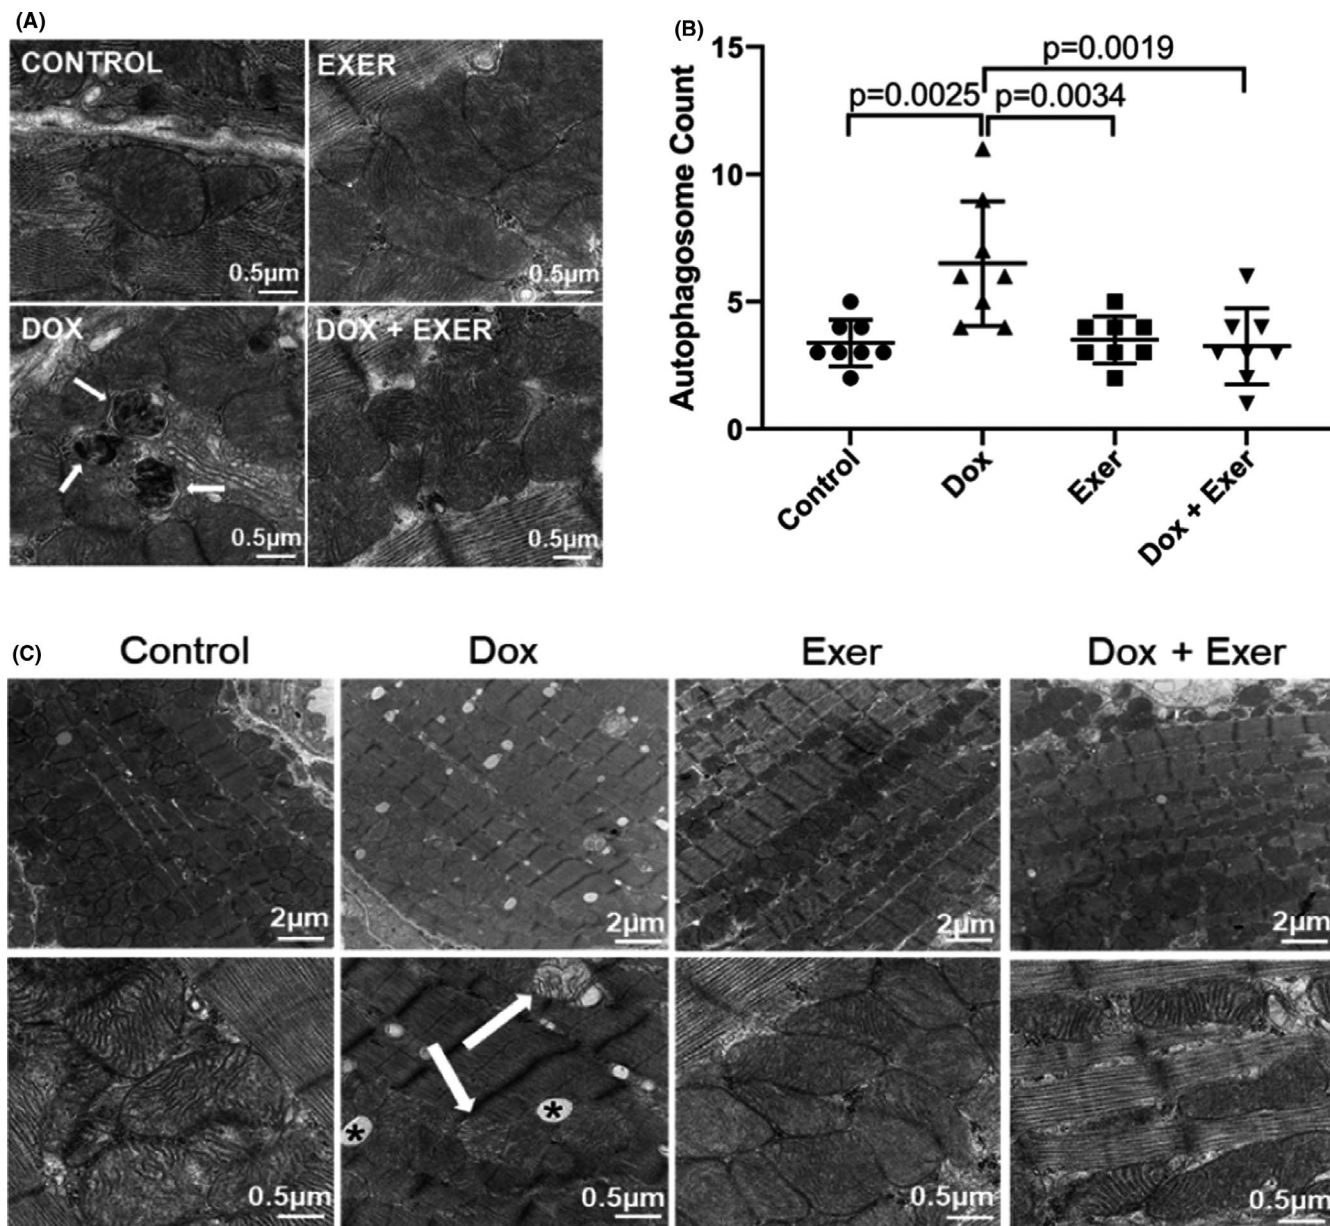 (A)
CONTROL
0.5µm
EXER
0.5µm
DOX
0.5µm
DOX + EXER
0.5µm
(B)
Autophagosome Count
15
10
5
0
p=0.0019
p=0.0025
p=0.0034
Control
Dox
Exer
Dox + Exer
(C)
Control
Dox
Exer
Dox + Exer
2µm
2µm
2µm
2µm
0.5µm
*
*
0.5µm
0.5µm
0.5µm